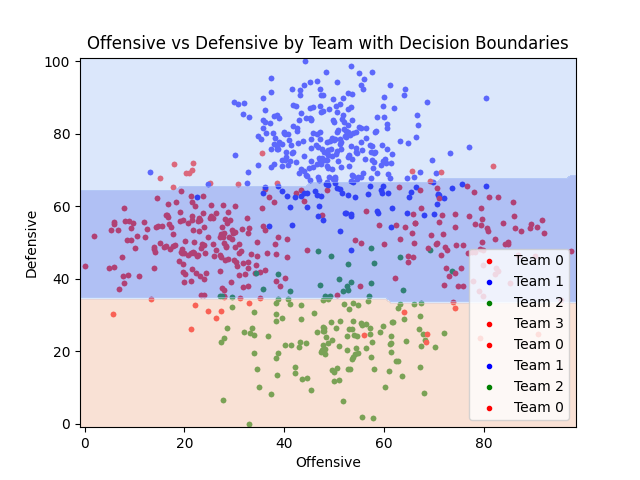 Offensive vs Defensive by Team with Decision Boundaries
100
80
60
40
20
0
Defensive
Team 0
Team 1
Team 2
Team 3
Team 0
Team 1
Team 2
Team 0
0 20 40 60 80
Offensive